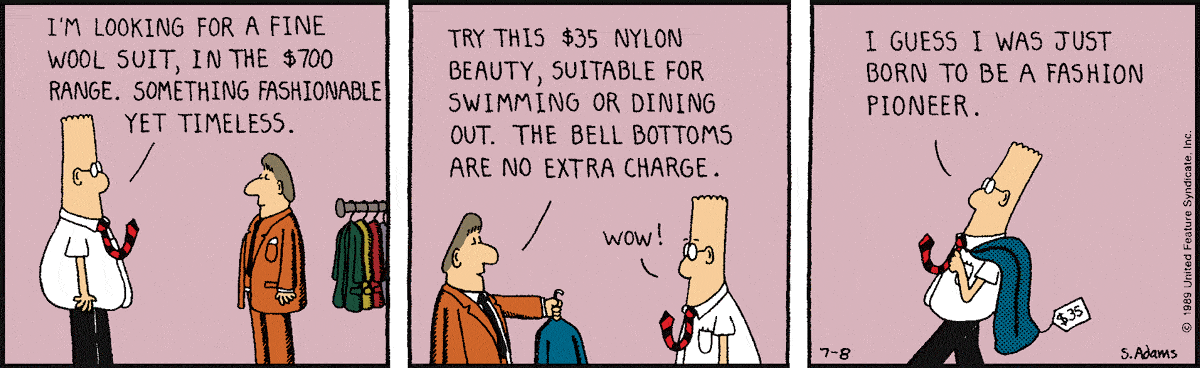 I'M LOOKING FOR A FINE
WOOL SUIT, IN THE $700
RANGE. SOMETHING FASHIONABLE
YET TIMELESS.
TRY THIS $35 NYLON
BEAUTY, SUITABLE FOR
SWIMMING OR DINING
OUT. THE BELL BOTTOMS
ARE NO EXTRA CHARGE.
WOW!
I GUESS I WAS JUST
BORN TO BE A FASHION
PIONEER.
$35
7-8
S.Adams
© 1989 United Feature Syndicate, Inc.